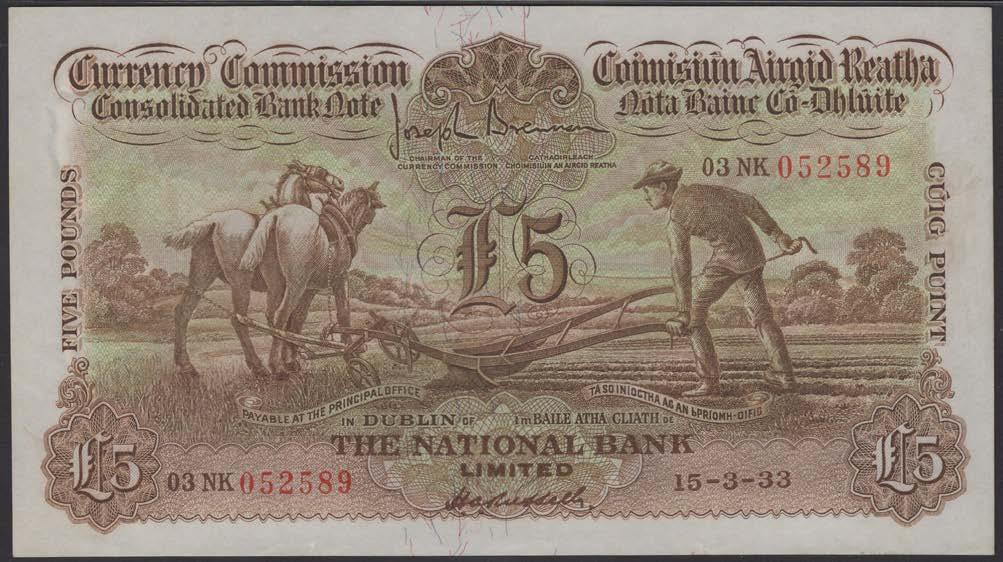 Currency Commission
Consolidated Bank Note
Coimisiún Airgid Reatha
Nóta Bainc Có-Dhlúite
Joseph Brennan
CHAIRMAN OF THE CURRENCY COMMISSION
CATHAOIRLEACH CHOIMISIÚIN AN AIRGID REATHA
03 NK 052589
FIVE POUNDS
CÚIG PUINT
£5
PAYABLE AT THE PRINCIPAL OFFICE
IN DUBLIN OF
TÁ SO INÍOCTHA AG AN bPRÍOMH-OIFIG
i mBAILE ATHA CLIATH DE
THE NATIONAL BANK
LIMITED
£5
03 NK 052589
15-3-33
£5